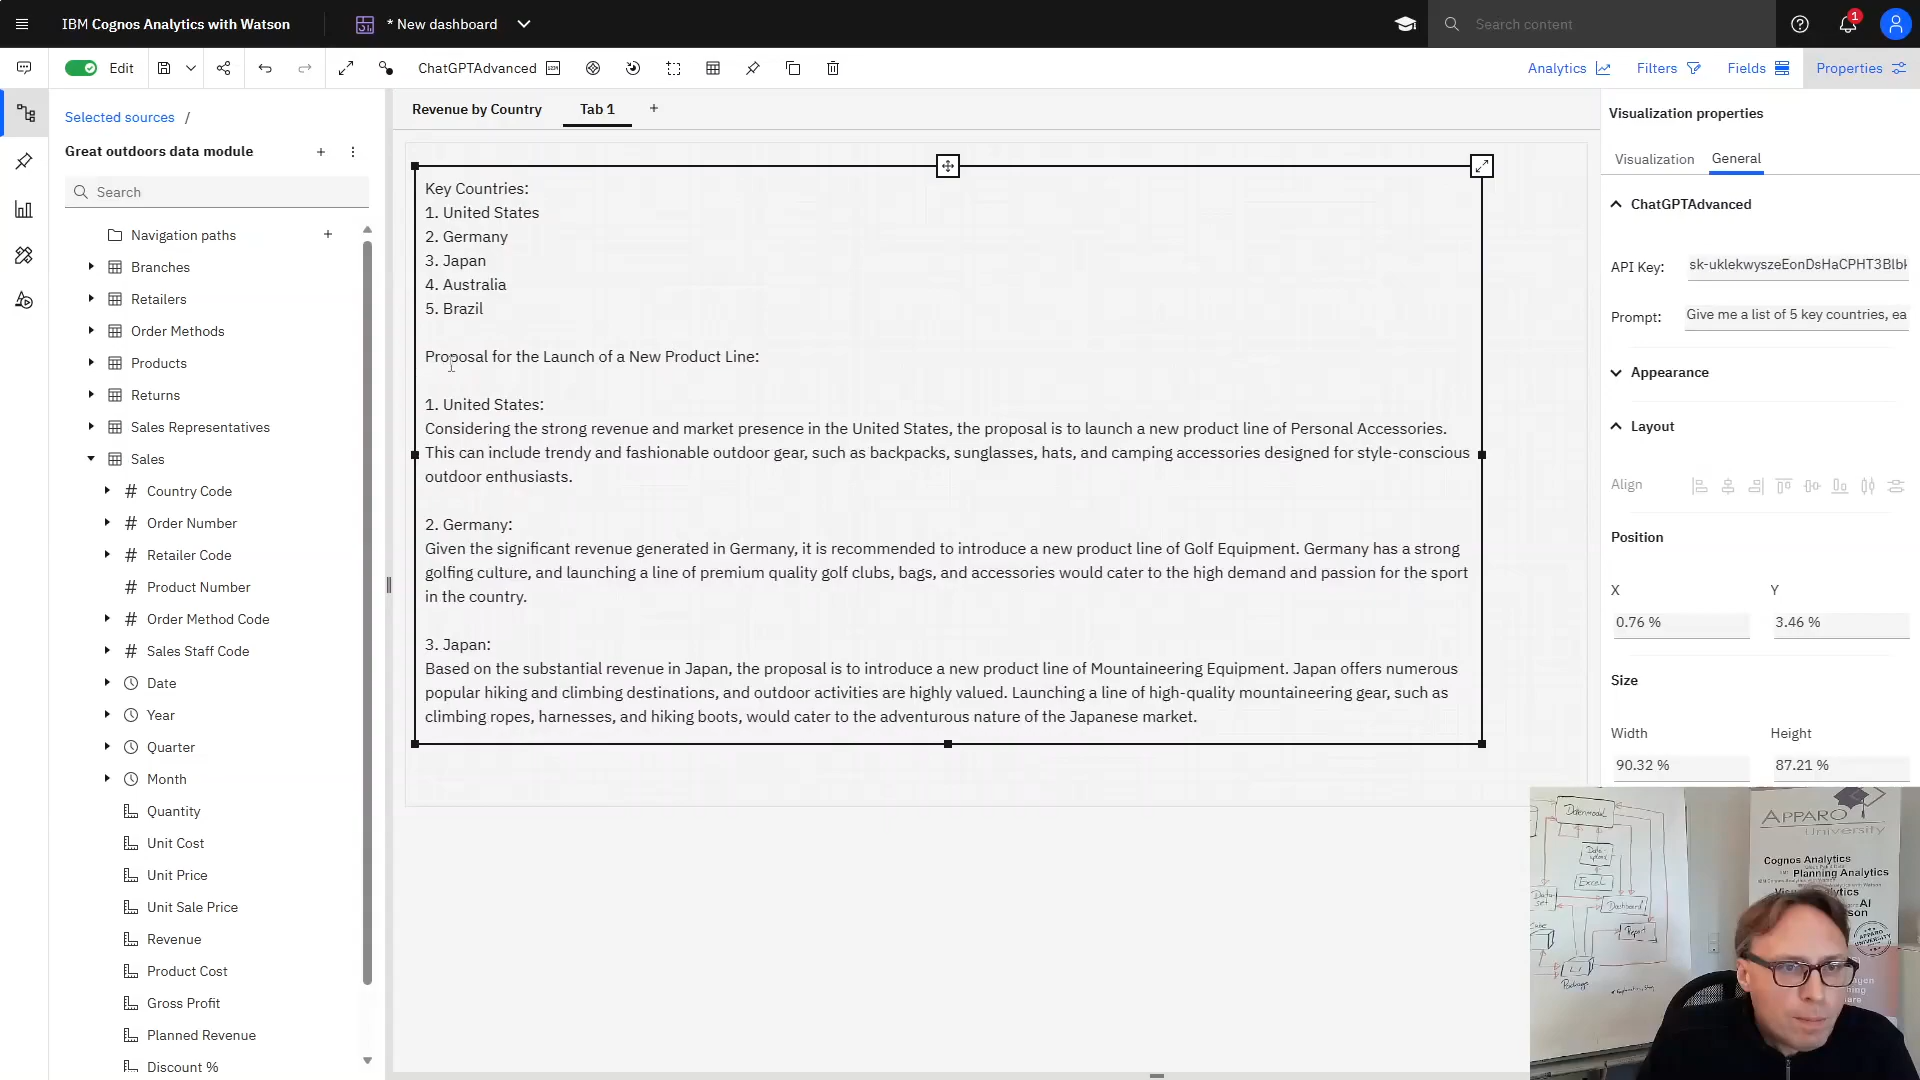 IBM Cognos Analytics with Watson
* New dashboard
Search content
1
Edit
ChatGPTAdvanced
Analytics
Filters
Fields
Properties
Selected sources /
Great outdoors data module
Search
Navigation paths
Branches
Retailers
Order Methods
Products
Returns
Sales Representatives
Sales
# Country Code
# Order Number
# Retailer Code
# Product Number
# Order Method Code
# Sales Staff Code
Date
Year
Quarter
Month
Quantity
Unit Cost
Unit Price
Unit Sale Price
Revenue
Product Cost
Gross Profit
Planned Revenue
Discount %
Revenue by Country
Tab 1
Key Countries:
1. United States
2. Germany
3. Japan
4. Australia
5. Brazil
Proposal for the Launch of a New Product Line:
1. United States:
Considering the strong revenue and market presence in the United States, the proposal is to launch a new product line of Personal Accessories.
This can include trendy and fashionable outdoor gear, such as backpacks, sunglasses, hats, and camping accessories designed for style-conscious
outdoor enthusiasts.
2. Germany:
Given the significant revenue generated in Germany, it is recommended to introduce a new product line of Golf Equipment. Germany has a strong
golfing culture, and launching a line of premium quality golf clubs, bags, and accessories would cater to the high demand and passion for the sport
in the country.
3. Japan:
Based on the substantial revenue in Japan, the proposal is to introduce a new product line of Mountaineering Equipment. Japan offers numerous
popular hiking and climbing destinations, and outdoor activities are highly valued. Launching a line of high-quality mountaineering gear, such as
climbing ropes, harnesses, and hiking boots, would cater to the adventurous nature of the Japanese market.
Visualization properties
Visualization
General
ChatGPTAdvanced
API Key:
Prompt: Give me a list of 5 key countries, ea
Appearance
Layout
Align
Position
X
Y
0.76 %
3.46 %
Size
Width
Height
90.32 %
87.21 %
Datenmodul
Excel
Dashboard
Report
Package
APPARO
University
Cognos Analytics
Planning Analytics
AI